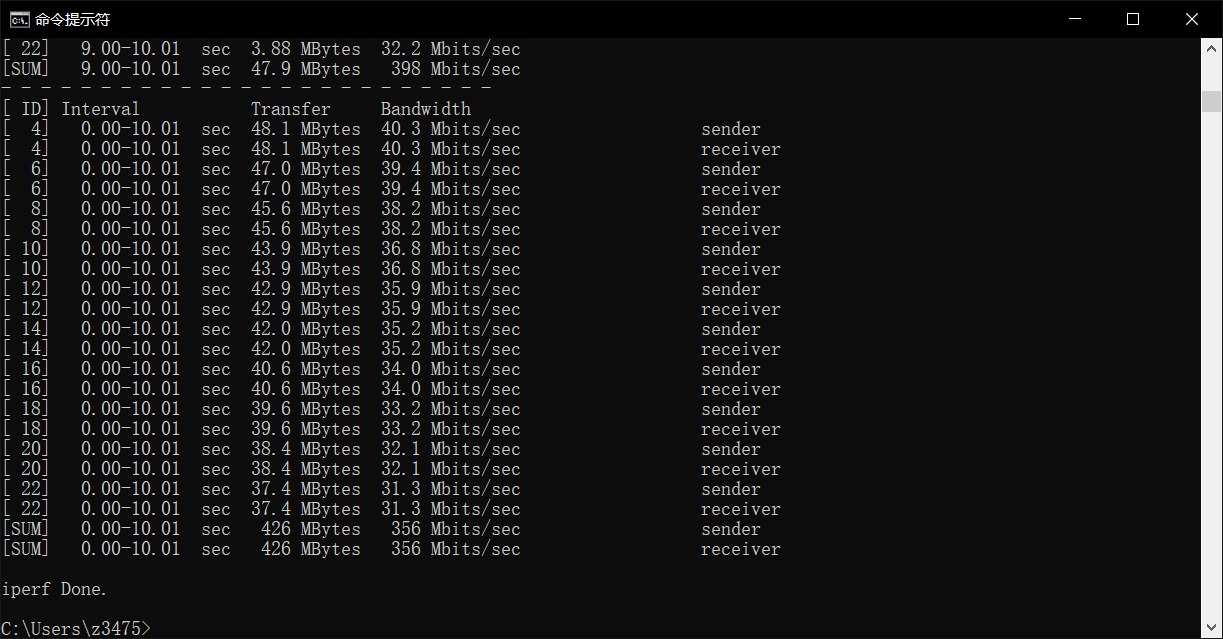 命令提示符
[ 22]   9.00-10.01  sec  3.88 MBytes  32.2 Mbits/sec
[SUM]   9.00-10.01  sec  47.9 MBytes   398 Mbits/sec
- - - - - - - - - - - - - - - - - - - - - - - - -
[ ID] Interval           Transfer     Bandwidth
[  4]   0.00-10.01  sec  48.1 MBytes  40.3 Mbits/sec                  sender
[  4]   0.00-10.01  sec  48.1 MBytes  40.3 Mbits/sec                  receiver
[  6]   0.00-10.01  sec  47.0 MBytes  39.4 Mbits/sec                  sender
[  6]   0.00-10.01  sec  47.0 MBytes  39.4 Mbits/sec                  receiver
[  8]   0.00-10.01  sec  45.6 MBytes  38.2 Mbits/sec                  sender
[  8]   0.00-10.01  sec  45.6 MBytes  38.2 Mbits/sec                  receiver
[ 10]   0.00-10.01  sec  43.9 MBytes  36.8 Mbits/sec                  sender
[ 10]   0.00-10.01  sec  43.9 MBytes  36.8 Mbits/sec                  receiver
[ 12]   0.00-10.01  sec  42.9 MBytes  35.9 Mbits/sec                  sender
[ 12]   0.00-10.01  sec  42.9 MBytes  35.9 Mbits/sec                  receiver
[ 14]   0.00-10.01  sec  42.0 MBytes  35.2 Mbits/sec                  sender
[ 14]   0.00-10.01  sec  42.0 MBytes  35.2 Mbits/sec                  receiver
[ 16]   0.00-10.01  sec  40.6 MBytes  34.0 Mbits/sec                  sender
[ 16]   0.00-10.01  sec  40.6 MBytes  34.0 Mbits/sec                  receiver
[ 18]   0.00-10.01  sec  39.6 MBytes  33.2 Mbits/sec                  sender
[ 18]   0.00-10.01  sec  39.6 MBytes  33.2 Mbits/sec                  receiver
[ 20]   0.00-10.01  sec  38.4 MBytes  32.1 Mbits/sec                  sender
[ 20]   0.00-10.01  sec  38.4 MBytes  32.1 Mbits/sec                  receiver
[ 22]   0.00-10.01  sec  37.4 MBytes  31.3 Mbits/sec                  sender
[ 22]   0.00-10.01  sec  37.4 MBytes  31.3 Mbits/sec                  receiver
[SUM]   0.00-10.01  sec   426 MBytes   356 Mbits/sec                  sender
[SUM]   0.00-10.01  sec   426 MBytes   356 Mbits/sec                  receiver
iperf Done.
C:\Users\z3475>